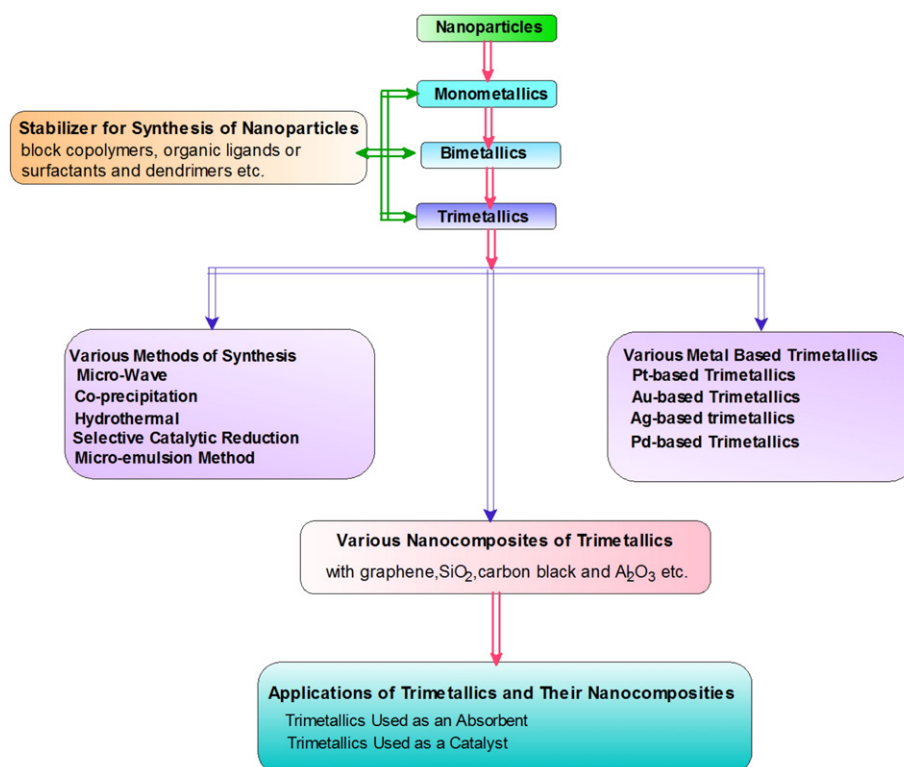 Nanoparticles
Monometallics
Stabilizer for Synthesis of Nanoparticles
block copolymers, organic ligands or
surfactants and dendrimers etc.
Bimetallics
Trimetallics
Various Methods of Synthesis
Micro-Wave
Co-precipitation
Hydrothermal
Selective Catalytic Reduction
Micro-emulsion Method
Various Metal Based Trimetallics
Pt-based Trimetallics
Au-based Trimetallics
Ag-based trimetallics
Pd-based Trimetallics
Various Nanocomposites of Trimetallics
with graphene,SiO₂,carbon black and Al₂O₃ etc.
Applications of Trimetallics and Their Nanocomposities
Trimetallics Used as an Absorbent
Trimetallics Used as a Catalyst